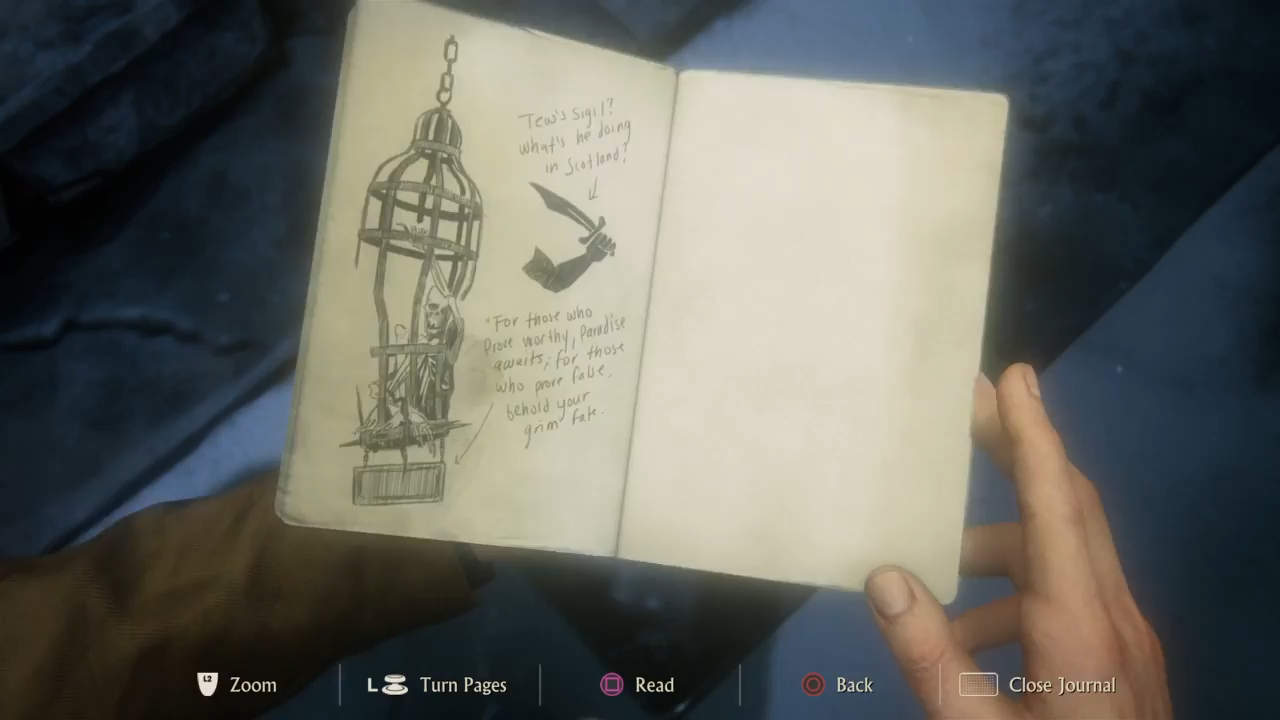 Tew's Sigil?
What's he doing
in Scotland?
"For those who
prove worthy, Paradise
awaits; for those
who prove false,
behold your
grim fate.
L2 Zoom
L Turn Pages
Read
Back
Close Journal